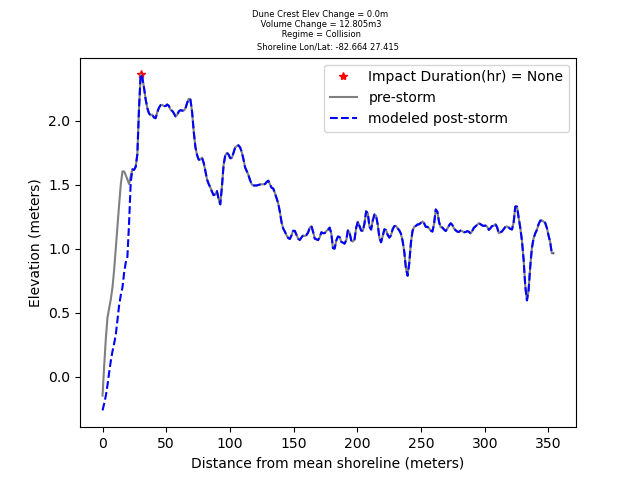 Dune Crest Elev Change = 0.0m
Volume Change = 12.805m3
Regime = Collision
Shoreline Lon/Lat: -82.664 27.415
Impact Duration(hr) = None
pre-storm
modeled post-storm
Elevation (meters)
2.0
1.5
1.0
0.5
0.0
0 50 100 150 200 250 300 350
Distance from mean shoreline (meters)